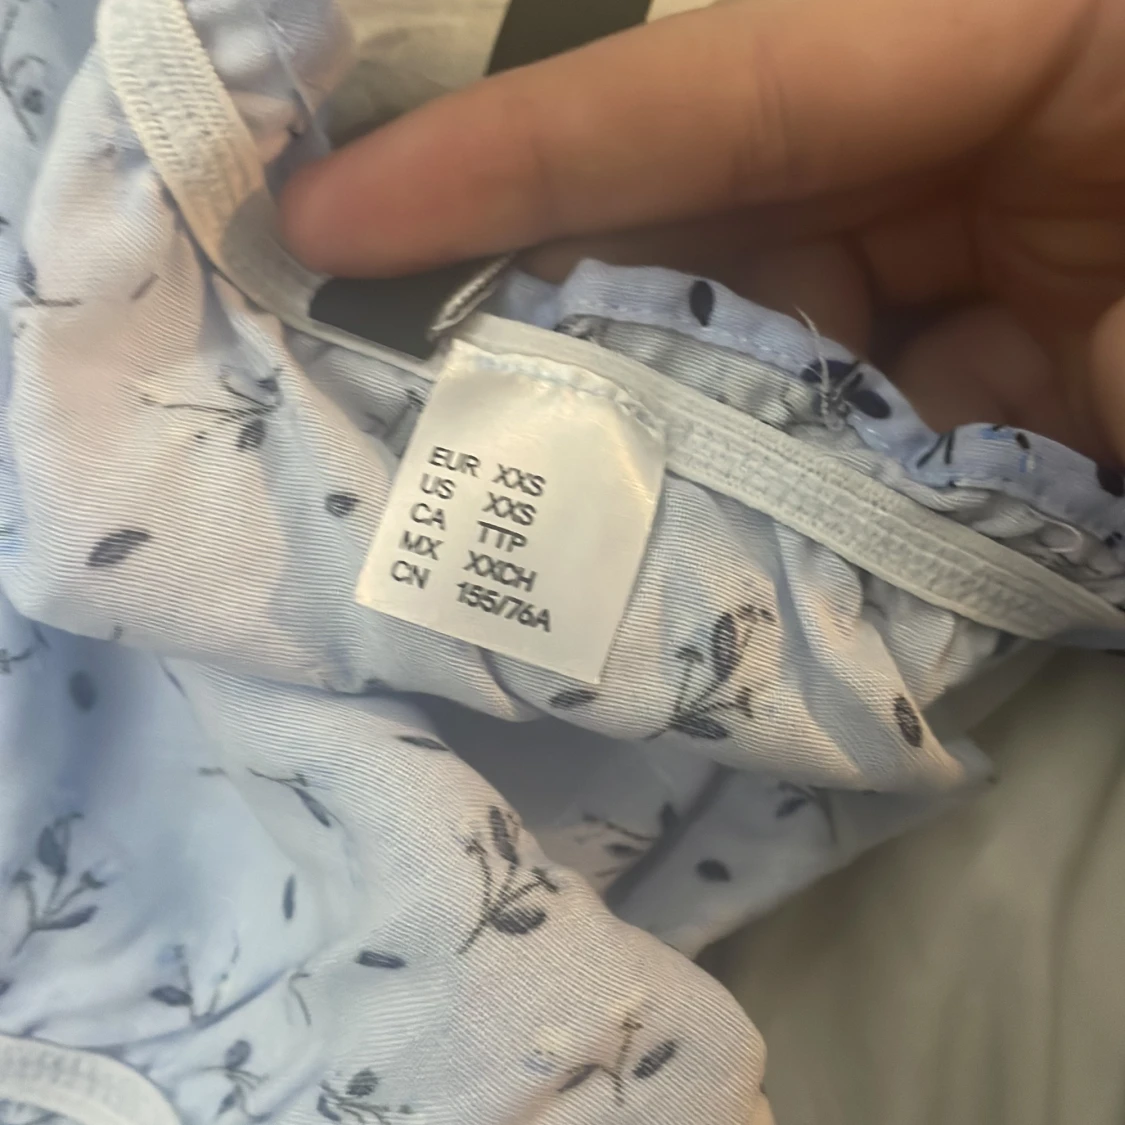 EUR XXS
US XXS
CA TTP
MX XXCH
CN 155/76A